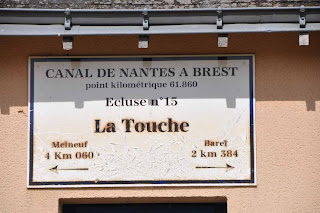 CANAL DE NANTES A BREST
point kilométrique 61.860
Ecluse n°15
La Touche
Melneuf Barel
4 Km 060 2 km 384